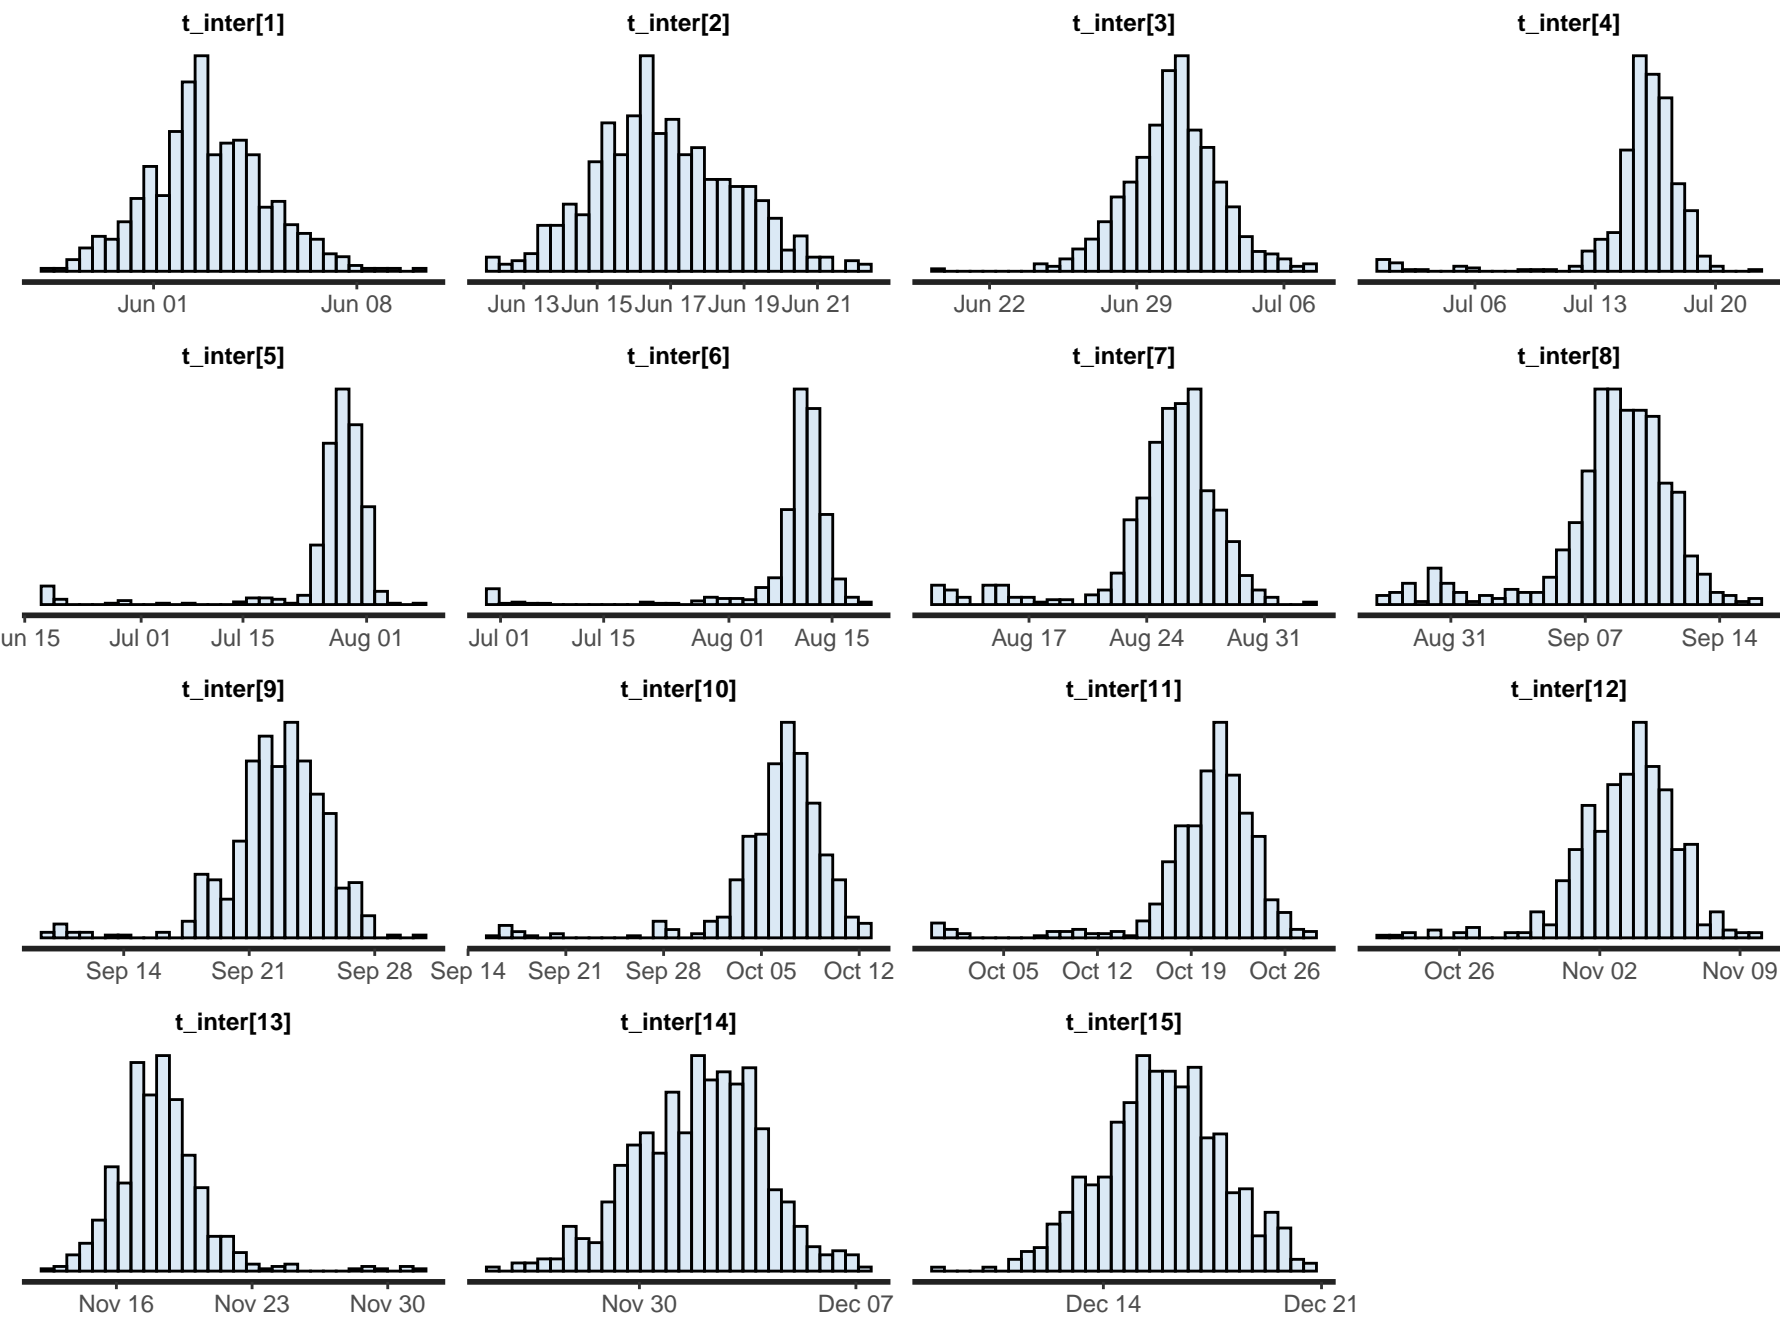 t_inter[1] t_inter[2] t_inter[3] t_inter[4]
Jun 01 Jun 08 Jun 13 Jun 15 Jun 17 Jun 19 Jun 21 Jun 22 Jun 29 Jul 06 Jul 06 Jul 13 Jul 20
t_inter[5] t_inter[6] t_inter[7] t_inter[8]
un 15 Jul 01 Jul 15 Aug 01 Jul 01 Jul 15 Aug 01 Aug 15 Aug 17 Aug 24 Aug 31 Aug 31 Sep 07 Sep 14
t_inter[9] t_inter[10] t_inter[11] t_inter[12]
Sep 14 Sep 21 Sep 28 Sep 14 Sep 21 Sep 28 Oct 05 Oct 12 Oct 05 Oct 12 Oct 19 Oct 26 Oct 26 Nov 02 Nov 09
t_inter[13] t_inter[14] t_inter[15]
Nov 16 Nov 23 Nov 30 Nov 30 Dec 07 Dec 14 Dec 21